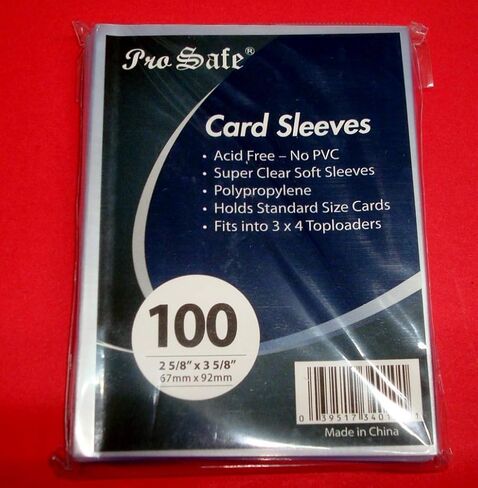 Pro Safe®
Card Sleeves
• Acid Free – No PVC
• Super Clear Soft Sleeves
• Polypropylene
• Holds Standard Size Cards
• Fits into 3 x 4 Toploaders
100
2 5/8" x 3 5/8"
67mm x 92mm
Made in China